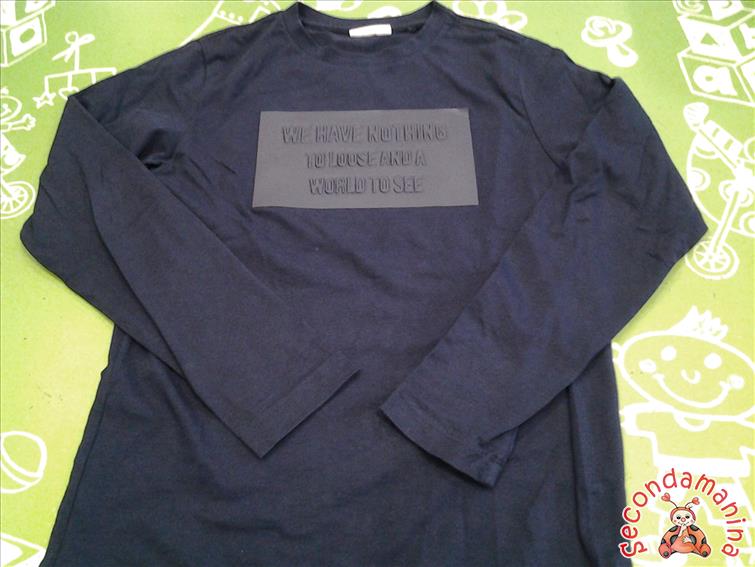 WE HAVE NOTHING
TO LOOSE AND A
WORLD TO SEE
Secondamanina